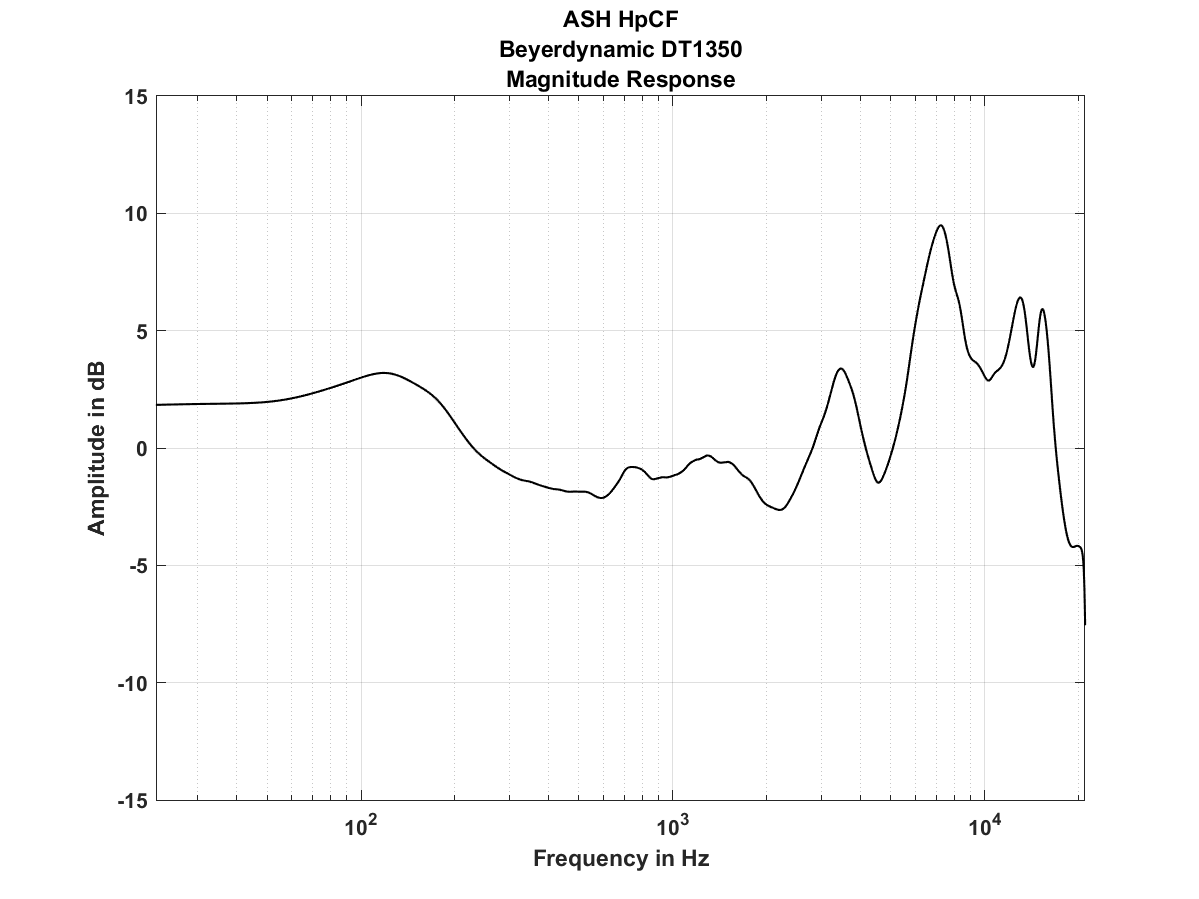 ASH HpCF
Beyerdynamic DT1350
Magnitude Response
15
10
5
0
-5
-10
-15
Amplitude in dB
10^2
10^3
10^4
Frequency in Hz